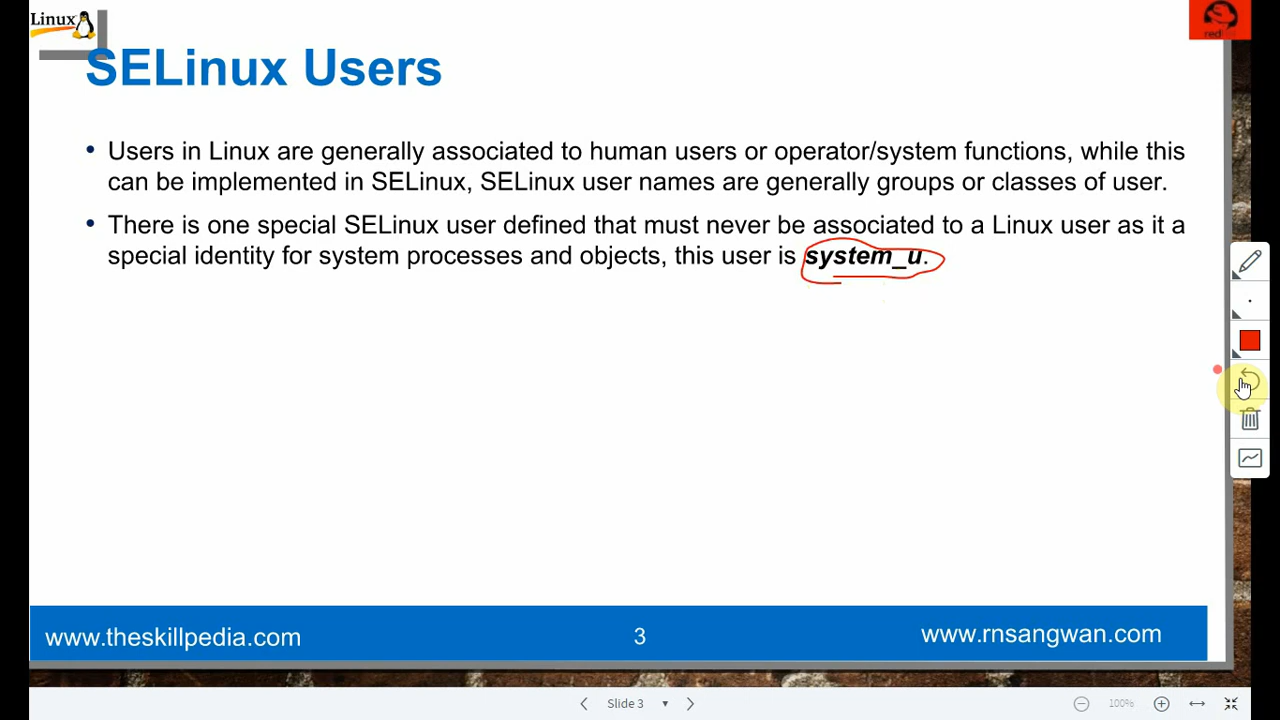 Linux
red
SELinux Users
• Users in Linux are generally associated to human users or operator/system functions, while this
can be implemented in SELinux, SELinux user names are generally groups or classes of user.
• There is one special SELinux user defined that must never be associated to a Linux user as it a
special identity for system processes and objects, this user is system_u.
www.theskillpedia.com 3 www.rnsangwan.com
Slide 3
100%